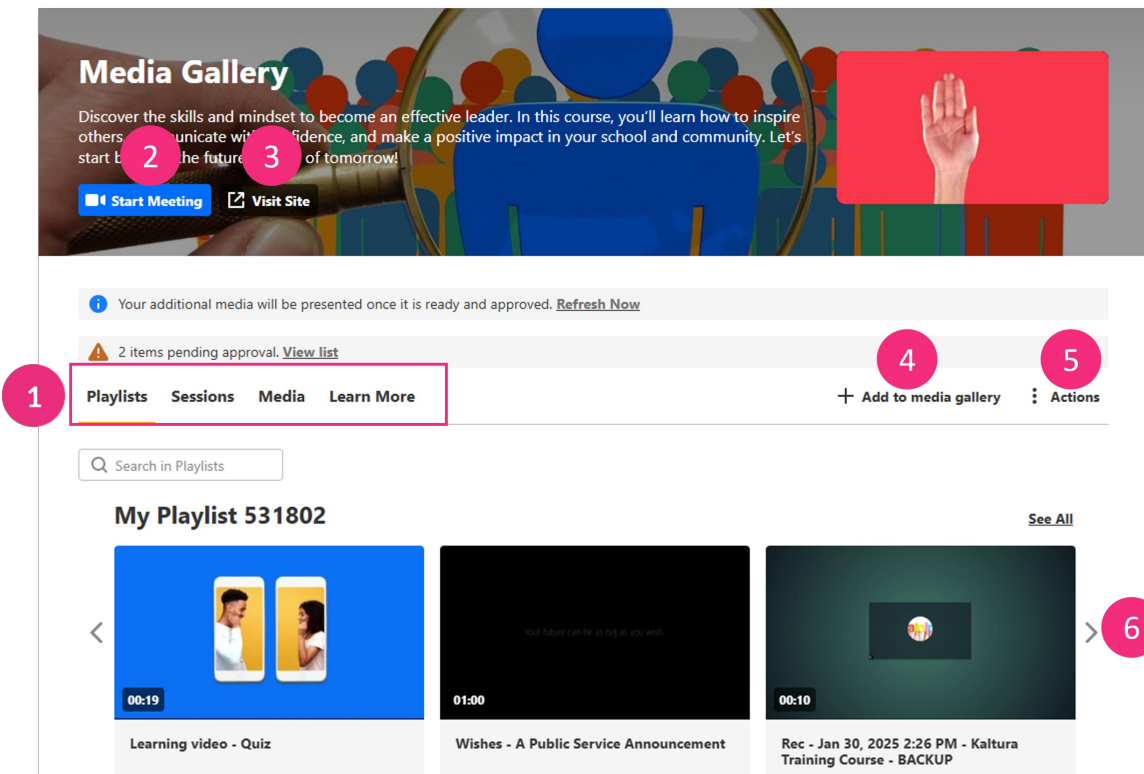 Media Gallery
Discover the skills and mindset to become an effective leader. In this course, you'll learn how to inspire
others, with confidence, and make a positive impact in your school and community. Let's
start the future of tomorrow!
2
3
Start Meeting
Visit Site
Your additional media will be presented once it is ready and approved. Refresh Now
2 items pending approval. View list
4
5
1
Playlists Sessions Media Learn More
+ Add to media gallery
Actions
Search in Playlists
My Playlist 531802
See All
Your future can be as big as you wish.
6
00:19
01:00
00:10
Learning video - Quiz
Wishes - A Public Service Announcement
Rec - Jan 30, 2025 2:26 PM - Kaltura
Training Course - BACKUP